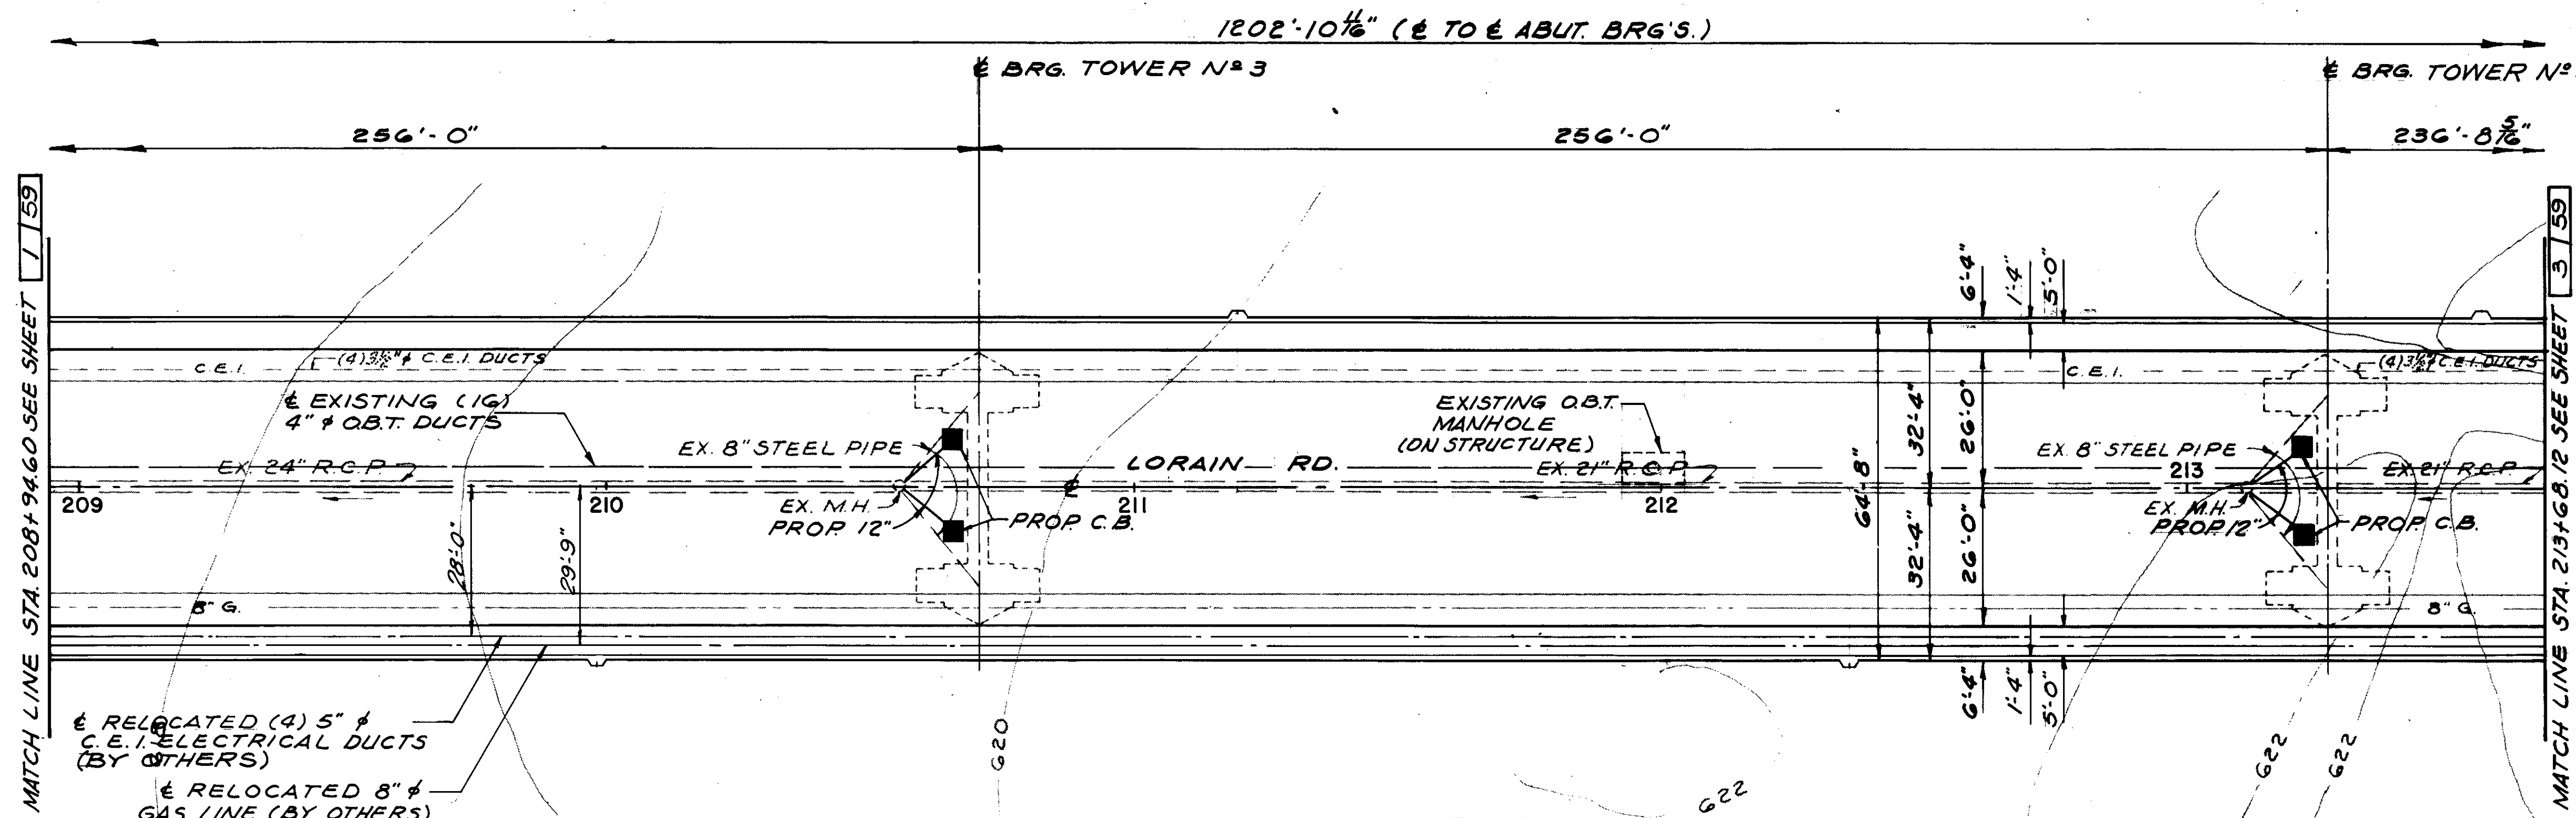 1202'-10 11/16" (℄ TO ℄ ABUT. BRG'S.)
℄ BRG. TOWER Nº 3
℄ BRG. TOWER Nº
256'-0"
256'-0"
236'-8 5/16"
MATCH LINE STA. 208+94.60 SEE SHEET 1 59
6'-4"
1'-4"
5'-0"
C.E.I.
(4) 3½" ϕ C.E.I. DUCTS
(4) 3½" ϕ C.E.I. DUCTS
C.E.I.
℄ EXISTING (16)
4" ϕ O.B.T. DUCTS
EXISTING O.B.T.
MANHOLE
(ON STRUCTURE)
EX. 8" STEEL PIPE
EX. 8" STEEL PIPE
EX. 24" R.C.P.
LORAIN RD.
EX. 21" R.C.P.
EX. 21" R.C.P.
℄
209
210
211
212
213
EX. M.H.
PROP. 12"
PROP. C.B.
EX. M.H.
PROP. 12"
PROP. C.B.
28'-0"
29'-9"
64'-8"
32'-4"
32'-4"
26'-0"
26'-0"
8" G.
8" G.
6'-4"
1'-4"
5'-0"
℄ RELOCATED (4) 5" ϕ
C.E.I. ELECTRICAL DUCTS
(BY OTHERS)
℄ RELOCATED 8" ϕ
GAS LINE (BY OTHERS)
620
622
622
622
MATCH LINE STA. 213+68.12 SEE SHEET 3 59